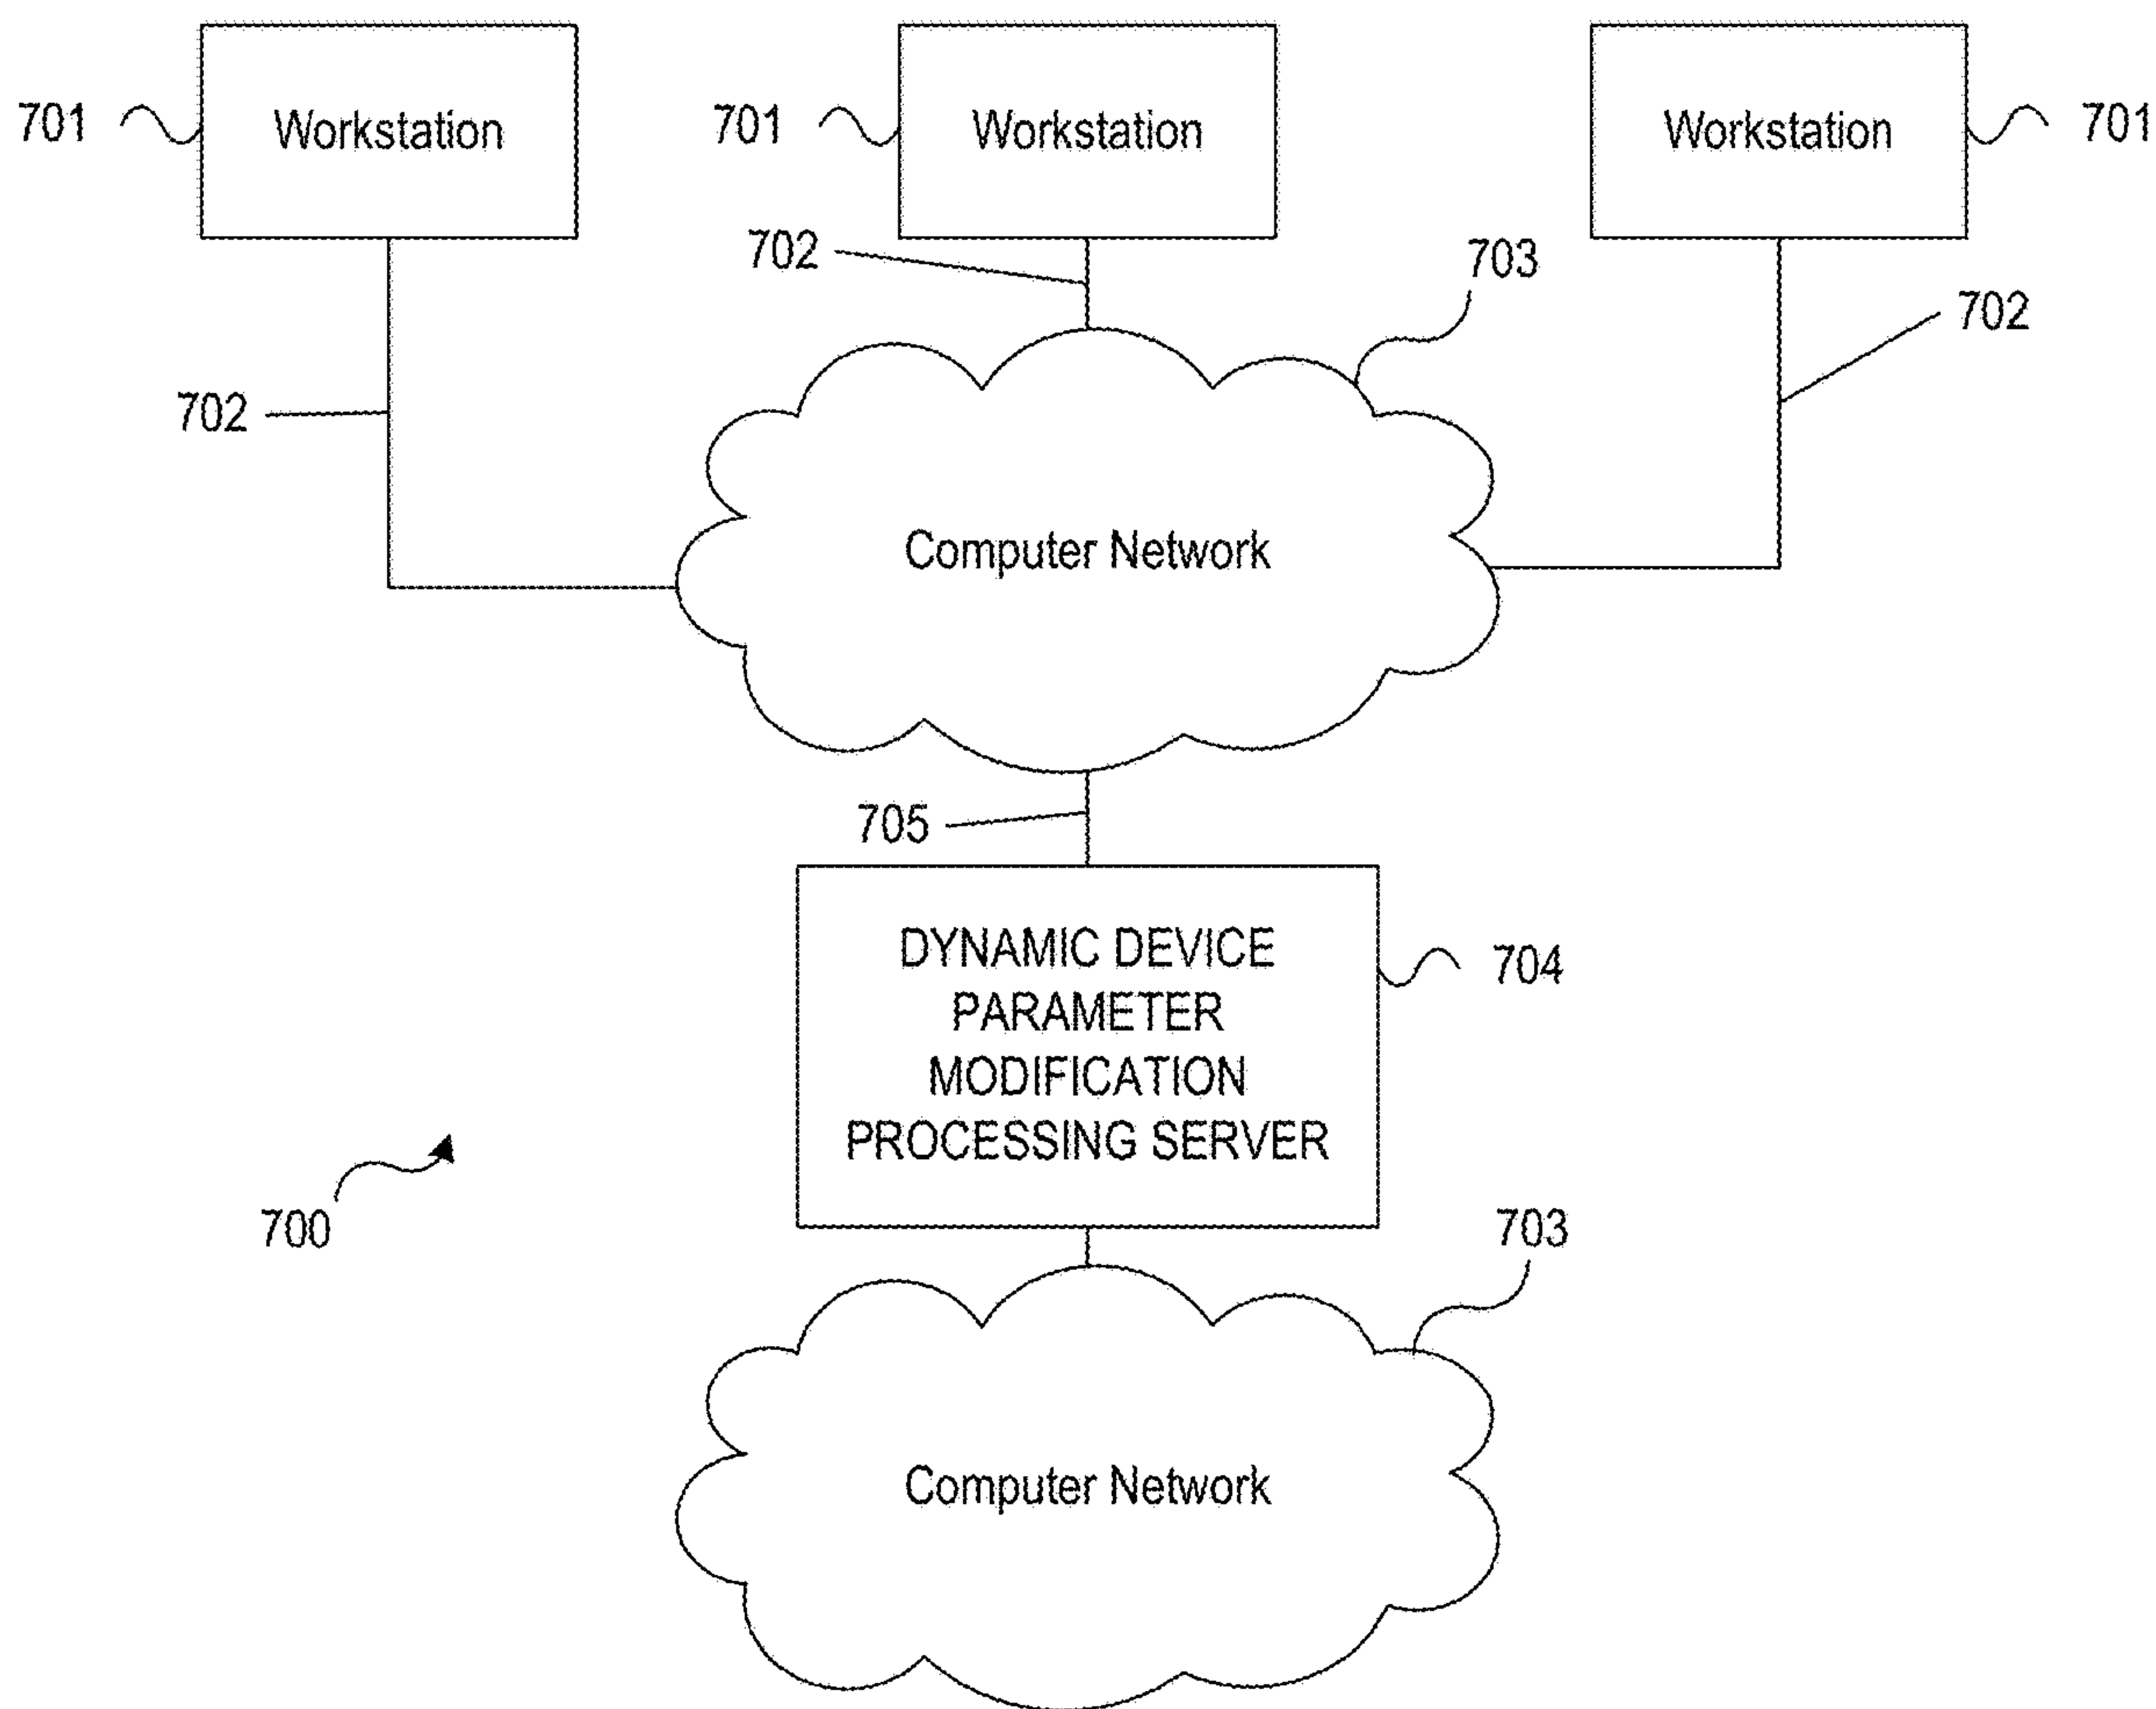 701 Workstation 701 Workstation Workstation 701
702
703
702
702
Computer Network
705
DYNAMIC DEVICE
PARAMETER
MODIFICATION
PROCESSING SERVER
704
700
703
Computer Network